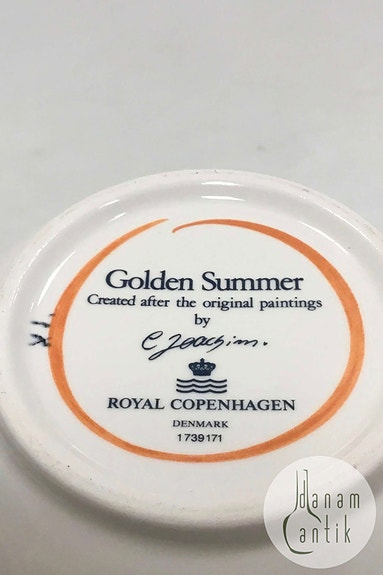 Golden Summer
Created after the original paintings
by
C Joachim.
ROYAL COPENHAGEN
DENMARK
1739171
danam
antik